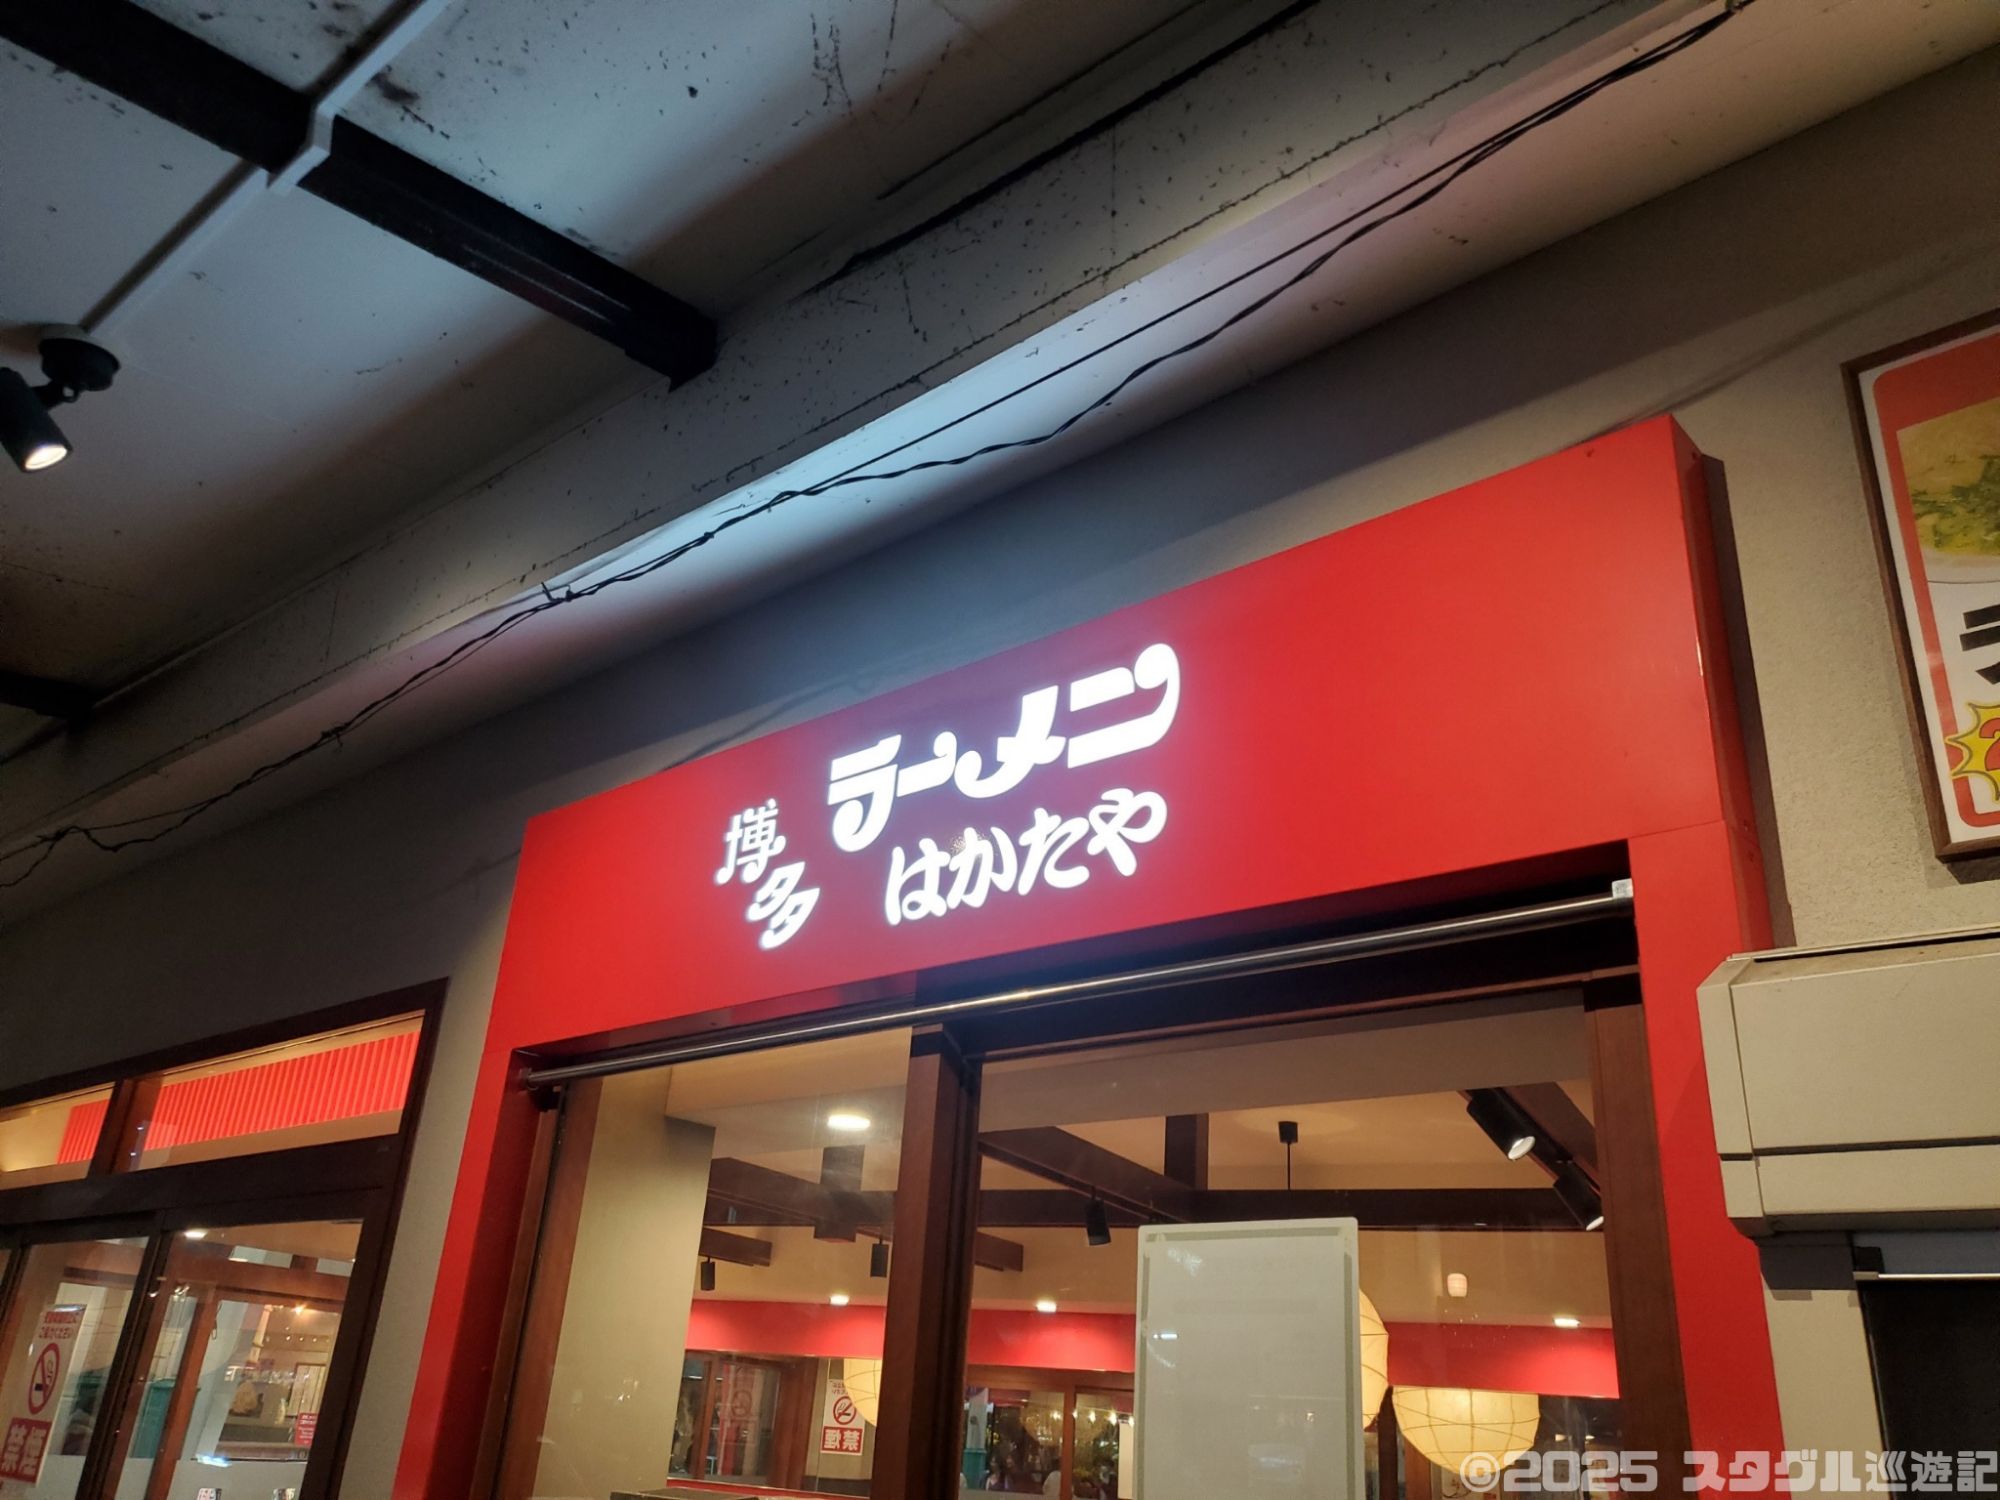 博多
ラーメン
はかたや
禁煙
禁煙
©2025 スタグル巡遊記